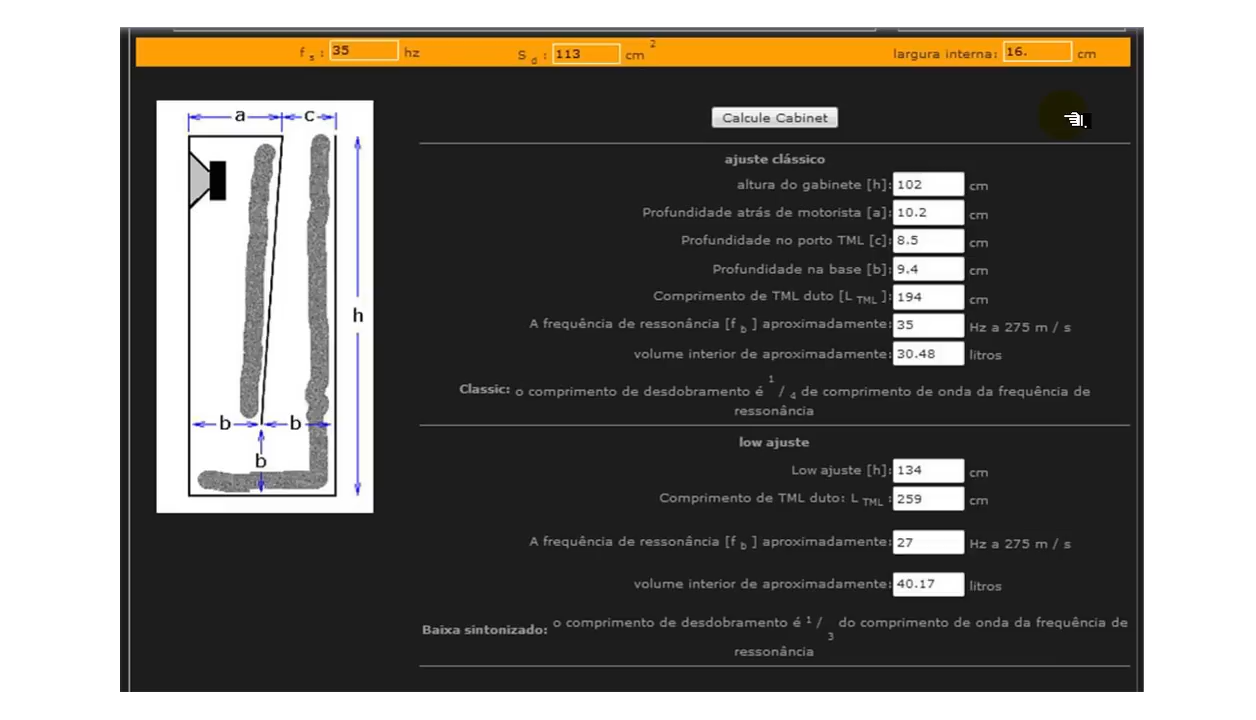 f s : 35 hz S d : 113 cm 2 largura interna: 16. cm
a c
Calcule Cabinet
ajuste clássico
altura do gabinete [h]: 102 cm
Profundidade atrás de motorista [a]: 10.2 cm
Profundidade no porto TML [c]: 8.5 cm
Profundidade na base [b]: 9.4 cm
Comprimento de TML duto [L TML ]: 194 cm
h
A frequência de ressonância [f b ] aproximadamente: 35 Hz a 275 m / s
volume interior de aproximadamente: 30.48 litros
Classic: o comprimento de desdobramento é 1 / 4 de comprimento de onda da frequência de
ressonância
b b
b
low ajuste
Low ajuste [h]: 134 cm
Comprimento de TML duto: L TML : 259 cm
A frequência de ressonância [f b ] aproximadamente: 27 Hz a 275 m / s
volume interior de aproximadamente: 40.17 litros
Baixa sintonizado: o comprimento de desdobramento é 1 / 3 do comprimento de onda da frequência de
ressonância